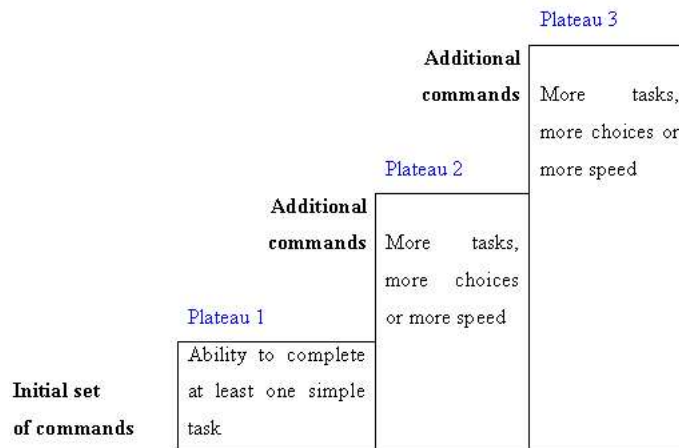 Plateau 3
Additional
commands
More tasks,
more choices or
more speed
Plateau 2
Additional
commands
More tasks,
more choices
or more speed
Plateau 1
Ability to complete
at least one simple
task
Initial set
of commands